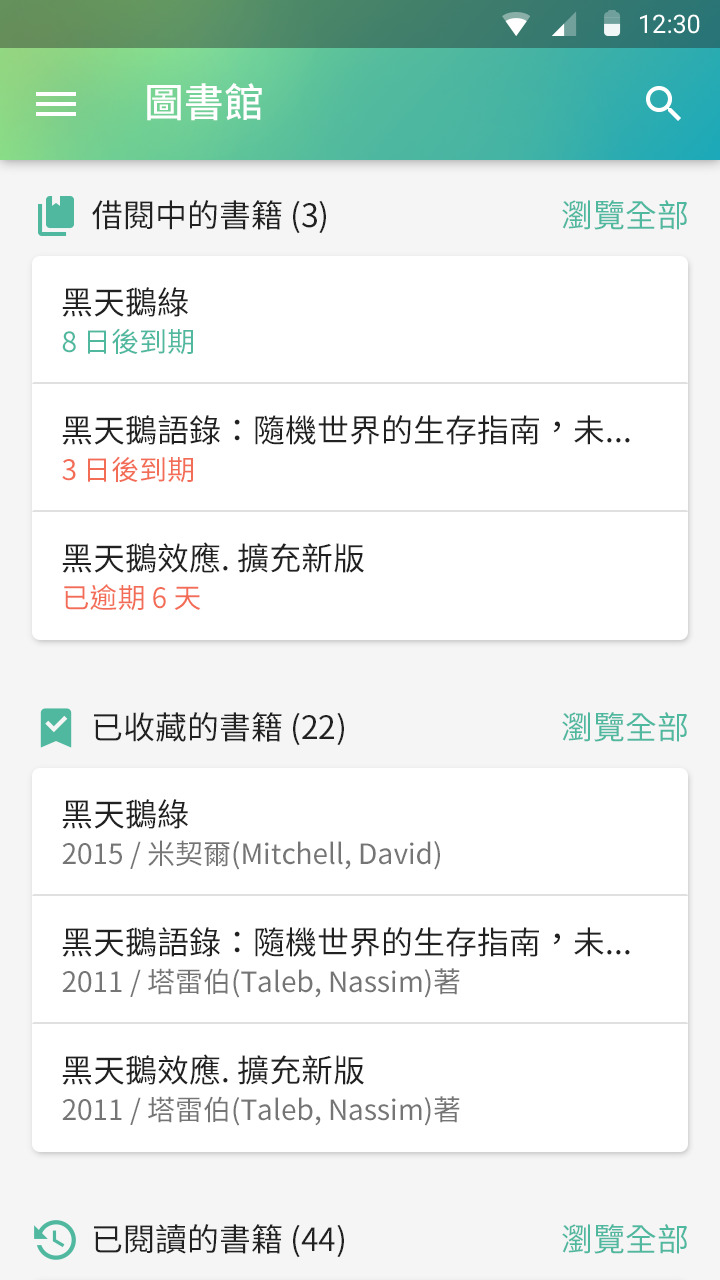 12:30
圖書館
借閱中的書籍 (3) 瀏覽全部
黑天鵝綠
8 日後到期
黑天鵝語錄：隨機世界的生存指南，未...
3 日後到期
黑天鵝效應. 擴充新版
已逾期 6 天
已收藏的書籍 (22) 瀏覽全部
黑天鵝綠
2015 / 米契爾(Mitchell, David)
黑天鵝語錄：隨機世界的生存指南，未...
2011 / 塔雷伯(Taleb, Nassim)著
黑天鵝效應. 擴充新版
2011 / 塔雷伯(Taleb, Nassim)著
已閱讀的書籍 (44) 瀏覽全部